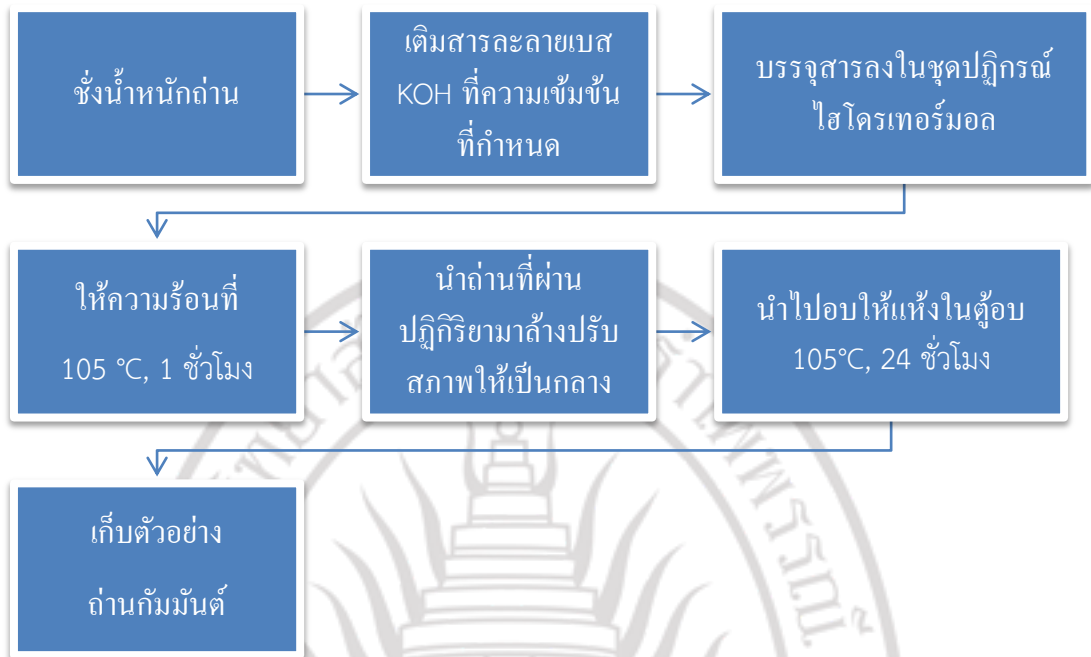 ชั่งน้ำหนักถ่าน
เติมสารละลายเบส
KOH ที่ความเข้มข้น
ที่กำหนด
บรรจุสารลงในชุดปฏิกรณ์
ไฮโดรเทอร์มอล
ให้ความร้อนที่
105 °C, 1 ชั่วโมง
นำถ่านที่ผ่าน
ปฏิกิริยามาล้างปรับ
สภาพให้เป็นกลาง
นำไปอบให้แห้งในตู้อบ
105°C, 24 ชั่วโมง
เก็บตัวอย่าง
ถ่านกัมมันต์